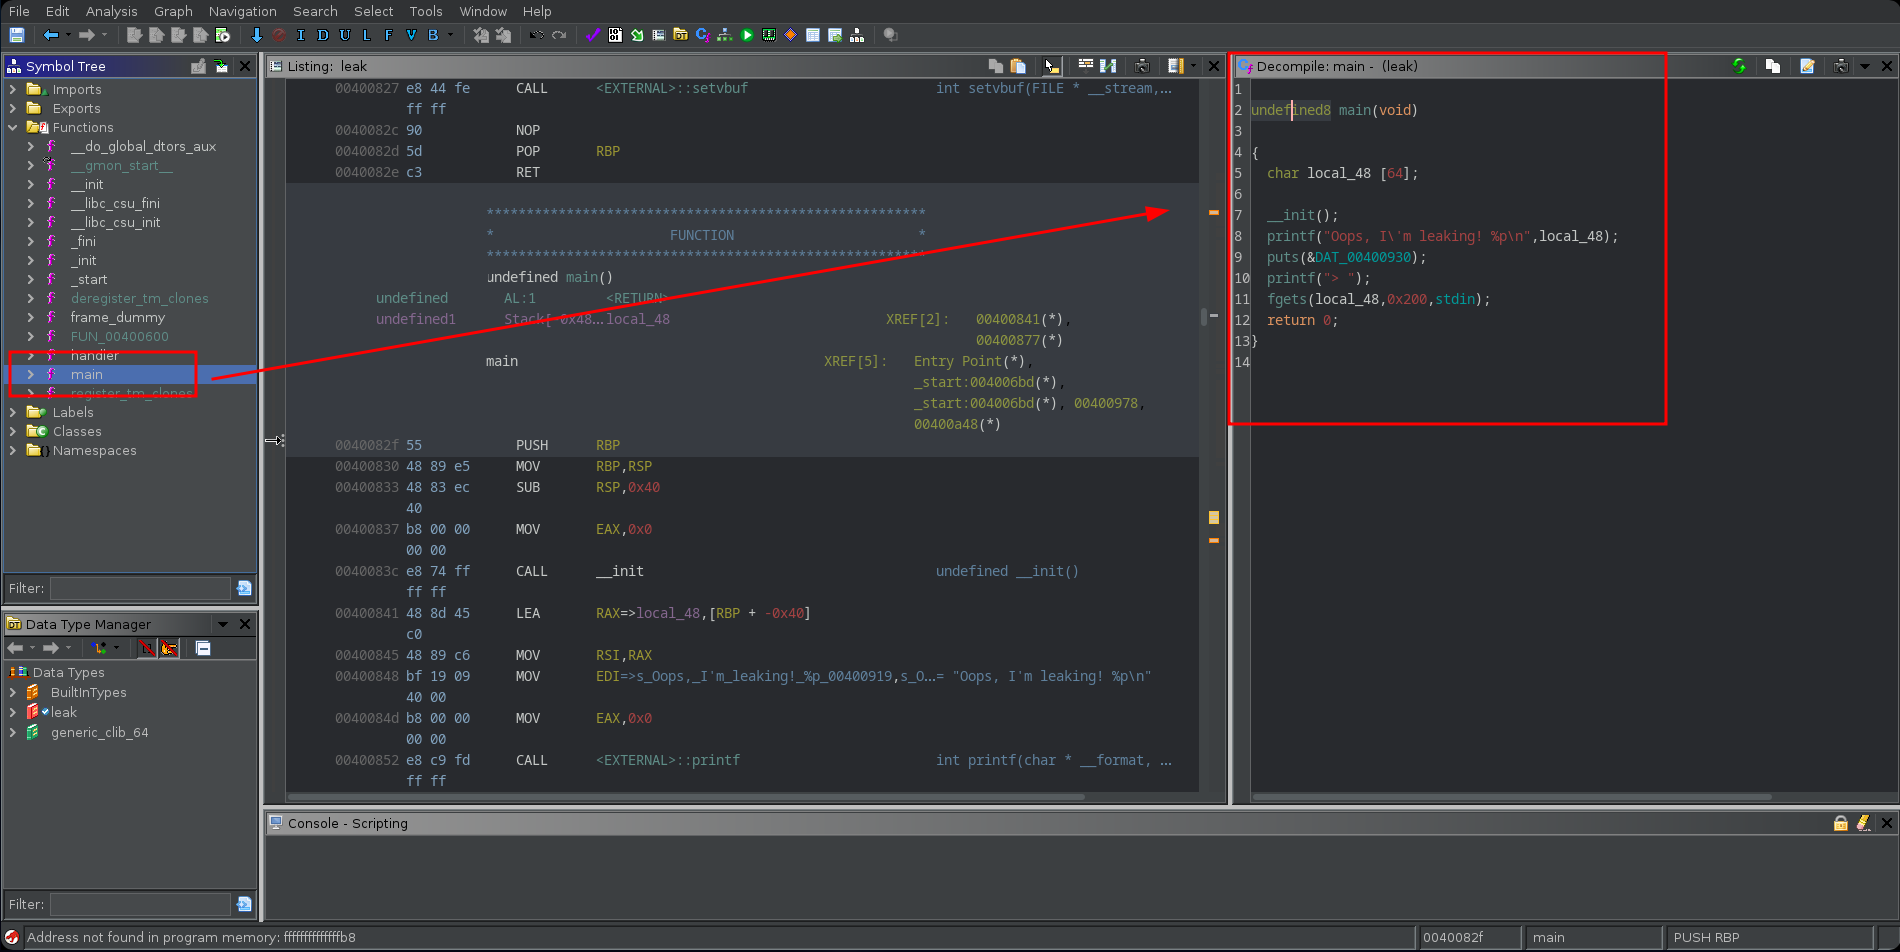 File Edit Analysis Graph Navigation Search Select Tools Window Help
I D U L F V B
Symbol Tree
Imports
Exports
Functions
__do_global_dtors_aux
__gmon_start__
__init
__libc_csu_fini
__libc_csu_init
_fini
_init
_start
deregister_tm_clones
frame_dummy
FUN_00400600
handler
main
register_tm_clones
Labels
Classes
Namespaces
Filter:
Data Type Manager
Data Types
BuiltInTypes
leak
generic_clib_64
Filter:
Listing: leak
00400827 e8 44 fe CALL <EXTERNAL>::setvbuf int setvbuf(FILE * __stream,...
ff ff
0040082c 90 NOP
0040082d 5d POP RBP
0040082e c3 RET
*******************************************************
* FUNCTION *
*******************************************************
undefined main()
undefined AL:1 <RETURN>
undefined1 Stack[-0x48...local_48 XREF[2]: 00400841(*),
00400877(*)
main XREF[5]: Entry Point(*),
_start:004006bd(*),
_start:004006bd(*), 00400978,
00400a48(*)
0040082f 55 PUSH RBP
00400830 48 89 e5 MOV RBP,RSP
00400833 48 83 ec SUB RSP,0x40
40
00400837 b8 00 00 MOV EAX,0x0
00 00
0040083c e8 74 ff CALL __init undefined __init()
ff ff
00400841 48 8d 45 LEA RAX=>local_48,[RBP + -0x40]
c0
00400845 48 89 c6 MOV RSI,RAX
00400848 bf 19 09 MOV EDI=>s_Oops,_I'm_leaking!_%p_00400919,s_O...= "Oops, I'm leaking! %p\n"
40 00
0040084d b8 00 00 MOV EAX,0x0
00 00
00400852 e8 c9 fd CALL <EXTERNAL>::printf int printf(char * __format, ...
ff ff
Decompile: main - (leak)
1
2 undefined8 main(void)
3
4 {
5 char local_48 [64];
6
7 __init();
8 printf("Oops, I\'m leaking! %p\n",local_48);
9 puts(&DAT_00400930);
10 printf("> ");
11 fgets(local_48,0x200,stdin);
12 return 0;
13 }
14
Console - Scripting
Address not found in program memory: ffffffffffffffb8
0040082f main PUSH RBP